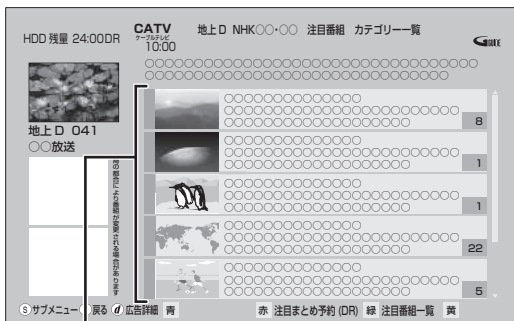 HDD 残量 24:00DR
CATV
ケーブルテレビ
10:00
地上D NHK○○・○○ 注目番組 カテゴリー一覧
G GUIDE
○○○○○○○○○○○○○○○○○○○○○○○○○○○○○○○○○
○○○○○○○○○○○○○○○○○○○○○○○○○○○○○○
地上D 041
○○放送
○○○○○○○○○○○○○
○○○○○○○○○○○○○○○○○○○○○○
○○○○○○○○○○○○○○○○○
8
○○○○○○○○○○○○○
○○○○○○○○○○○○○○○○○○○○○○
○○○○○○○○○○○○○○○○○
1
○○○○○○○○○○○○○
○○○○○○○○○○○○○○○○○○○○○○
○○○○○○○○○○○○○○○○○
1
○○○○○○○○○○○○○
○○○○○○○○○○○○○○○○○○○○○○
○○○○○○○○○○○○○○○○○
22
○○○○○○○○○○○○○
○○○○○○○○○○○○○○○○○○○○○○
○○○○○○○○○○○○○○○○○
5
の都合により番組が変更される場合があります
S サブメニュー 戻る d 広告詳細 青 赤 注目まとめ予約 (DR) 緑 注目番組一覧 黄